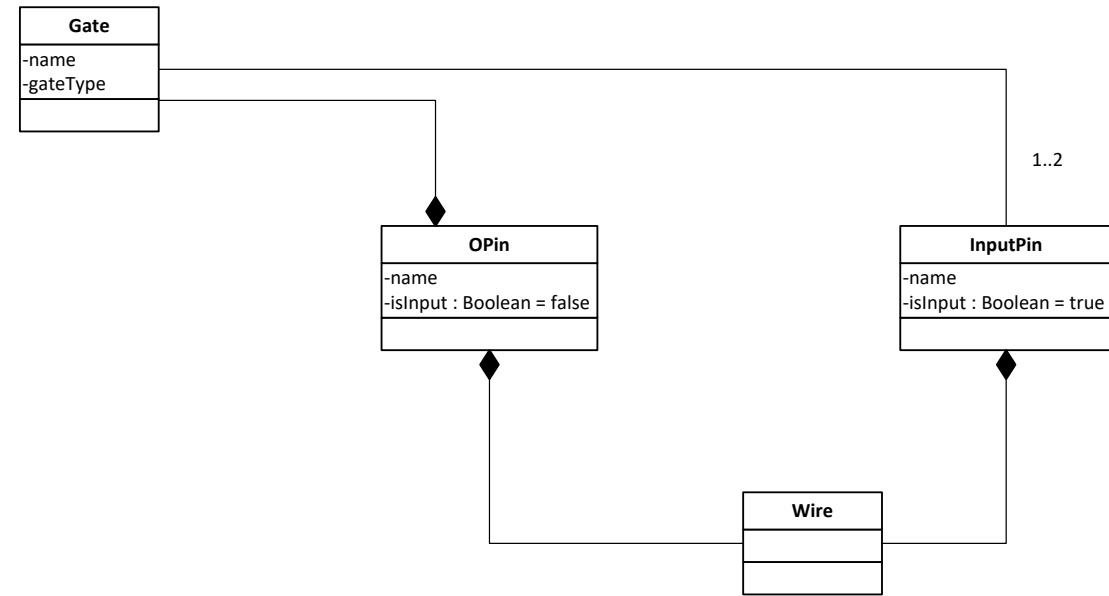 Gate
-name
-gateType
1..2
OPin
-name
-isInput : Boolean = false
InputPin
-name
-isInput : Boolean = true
Wire